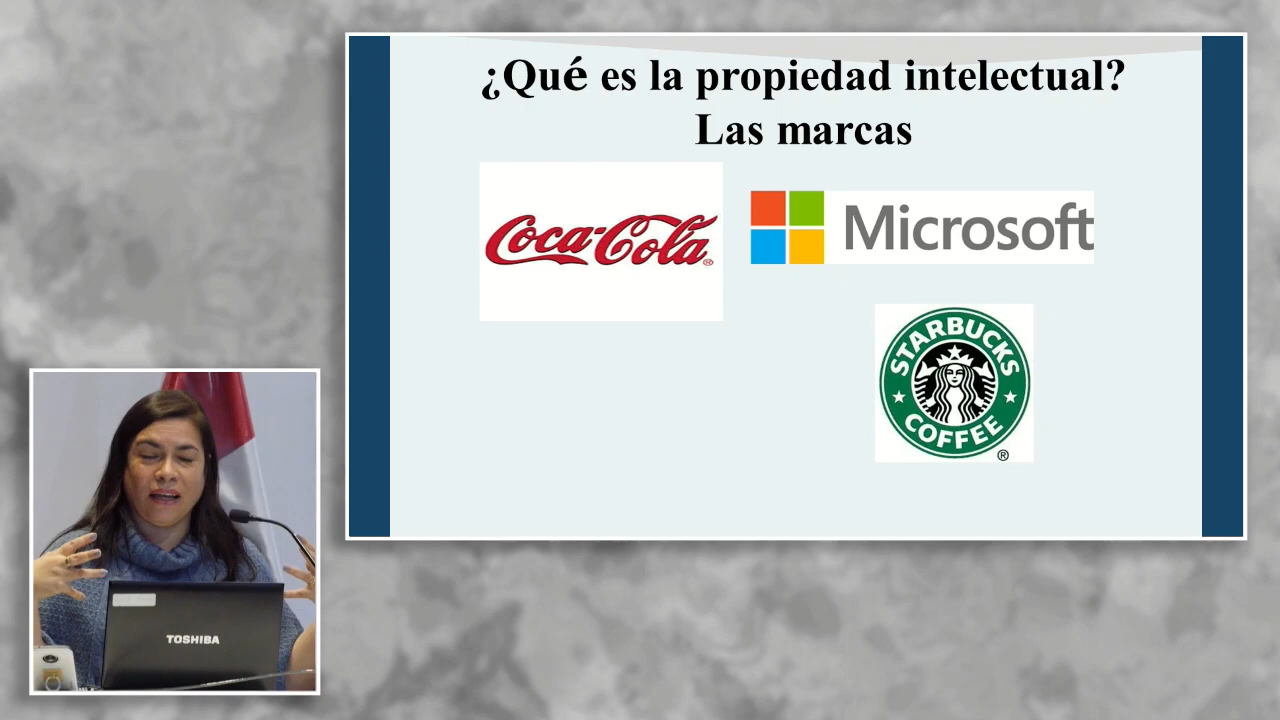 ¿Qué es la propiedad intelectual?
Las marcas
Coca-Cola®
Microsoft
STARBUCKS
COFFEE
®
TOSHIBA